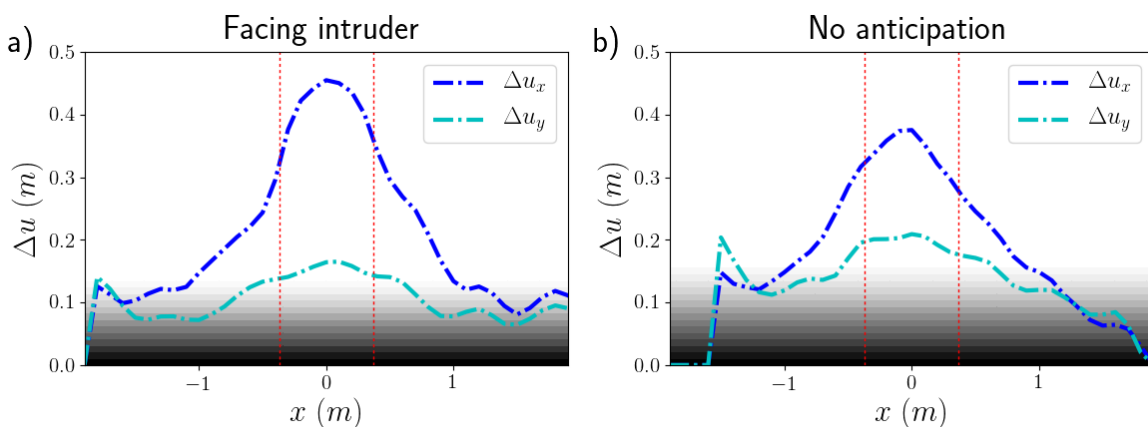 a)
Facing intruder
Δu (m)
0.5
0.4
0.3
0.2
0.1
0.0
Δu_x
Δu_y
−1
0
1
x (m)
b)
No anticipation
Δu (m)
0.5
0.4
0.3
0.2
0.1
0.0
Δu_x
Δu_y
−1
0
1
x (m)